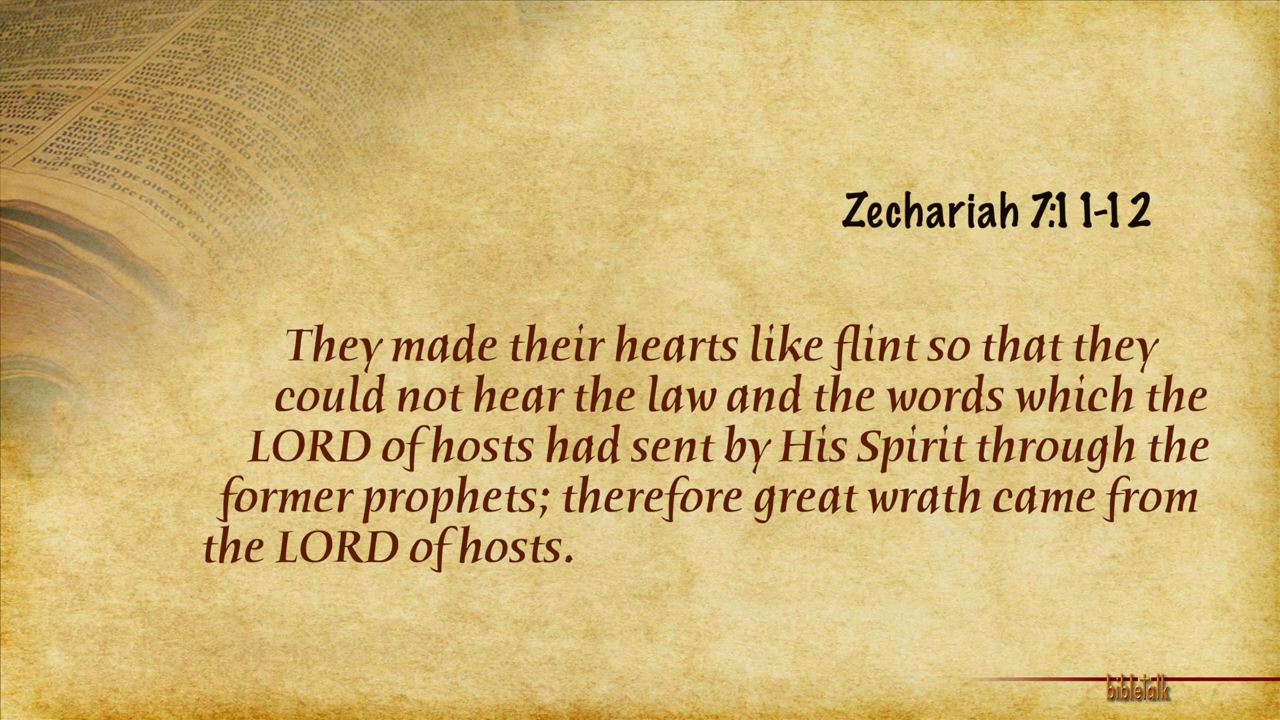 Zechariah 7:11-12
They made their hearts like flint so that they
could not hear the law and the words which the
LORD of hosts had sent by His Spirit through the
former prophets; therefore great wrath came from
the LORD of hosts.
bibletalk